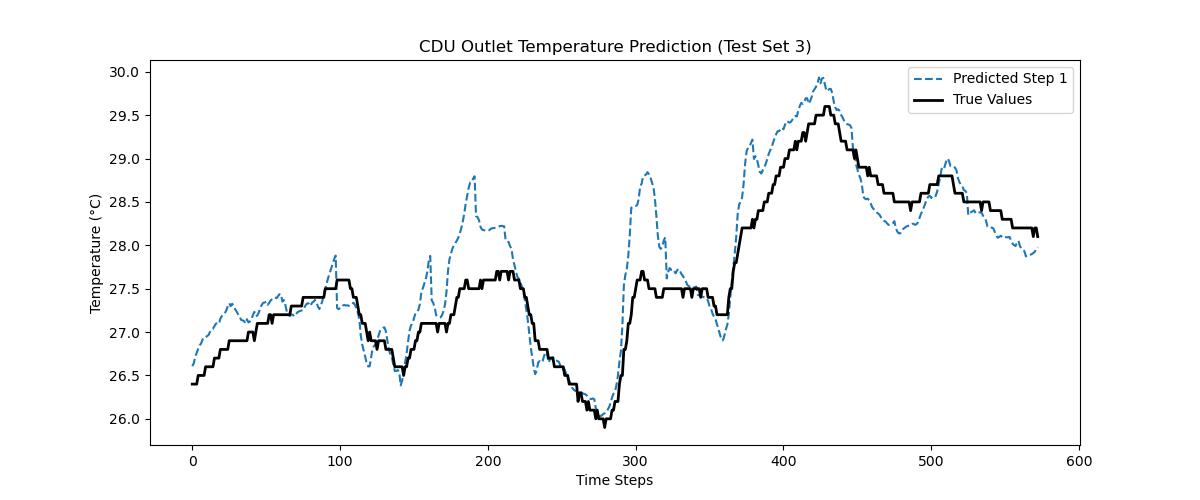 CDU Outlet Temperature Prediction (Test Set 3)
Predicted Step 1
True Values
Temperature (°C)
30.0
29.5
29.0
28.5
28.0
27.5
27.0
26.5
26.0
0 100 200 300 400 500 600
Time Steps